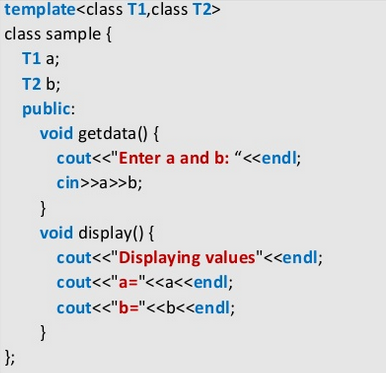 template<class T1,class T2>
class sample {
T1 a;
T2 b;
public:
void getdata() {
cout<<"Enter a and b: “<<endl;
cin>>a>>b;
}
void display() {
cout<<"Displaying values"<<endl;
cout<<"a="<<a<<endl;
cout<<"b="<<b<<endl;
}
};